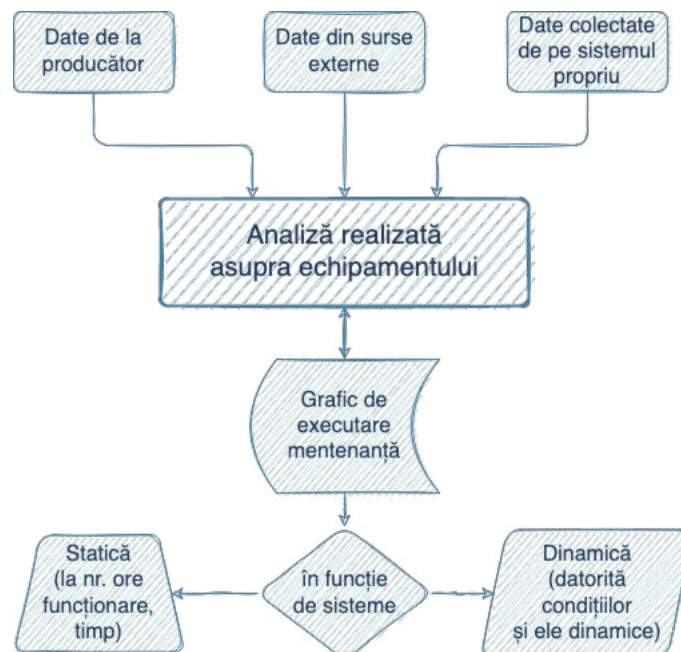 Date de la
producător
Date din surse
externe
Date colectate
de pe sistemul
propriu
Analiză realizată
asupra echipamentului
Grafic de
executare
mentenanță
Statică
(la nr. ore
funcționare,
timp)
în funcție
de sisteme
Dinamică
(datorită
condițiilor
și ele dinamice)